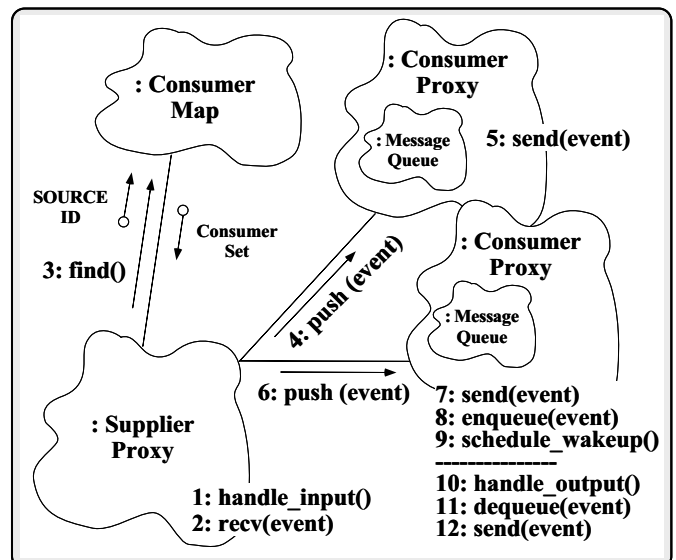 : Consumer
Map
: Consumer
Proxy
: Message
Queue
5: send(event)
SOURCE
ID
Consumer
Set
3: find()
4: push (event)
: Consumer
Proxy
: Message
Queue
6: push (event)
7: send(event)
8: enqueue(event)
9: schedule_wakeup()
---------------
10: handle_output()
11: dequeue(event)
12: send(event)
: Supplier
Proxy
1: handle_input()
2: recv(event)